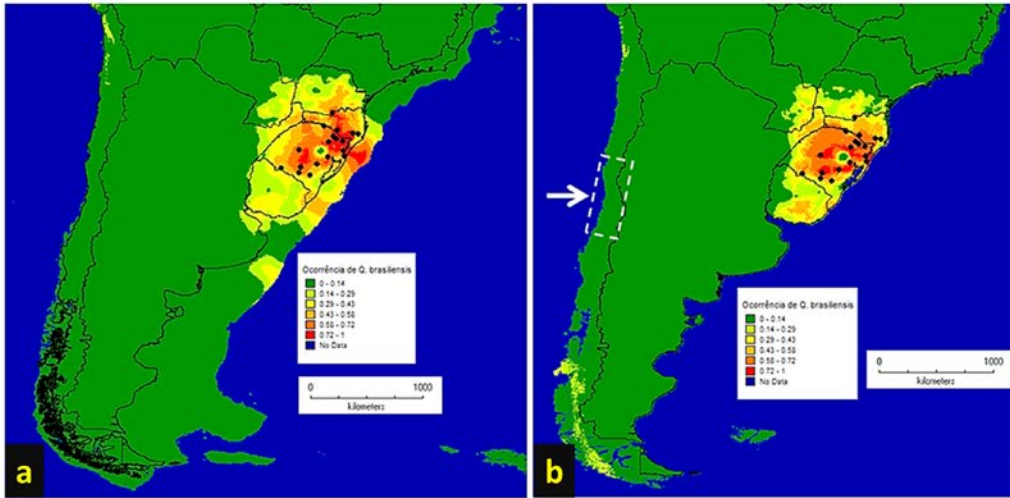 Ocorrência de Q. brasiliensis
0 - 0.14
0.14 - 0.29
0.29 - 0.43
0.43 - 0.58
0.58 - 0.72
0.72 - 1
No Data
0 1000
kilometers
a
Ocorrência de Q. brasiliensis
0 - 0.14
0.14 - 0.29
0.29 - 0.43
0.43 - 0.58
0.58 - 0.72
0.72 - 1
No Data
0 1000
kilometers
b